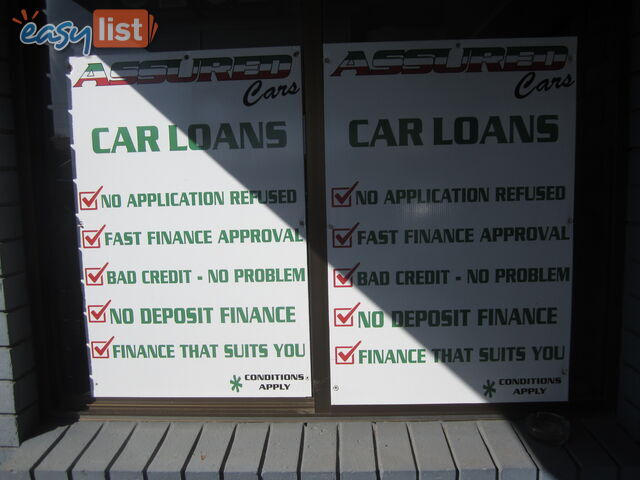 easylist
ASSURED
Cars
CAR LOANS
NO APPLICATION REFUSED
FAST FINANCE APPROVAL
BAD CREDIT - NO PROBLEM
NO DEPOSIT FINANCE
FINANCE THAT SUITS YOU
* CONDITIONS
APPLY
ASSURED
Cars
CAR LOANS
NO APPLICATION REFUSED
FAST FINANCE APPROVAL
BAD CREDIT - NO PROBLEM
NO DEPOSIT FINANCE
FINANCE THAT SUITS YOU
* CONDITIONS
APPLY